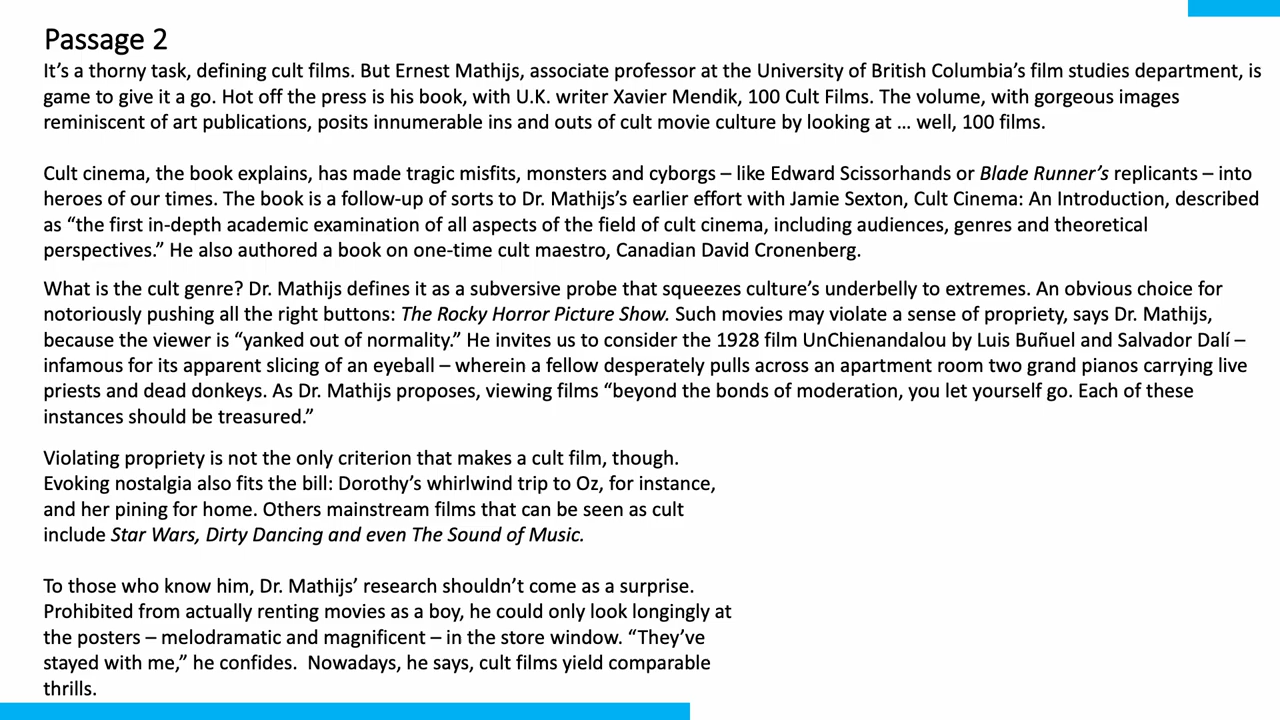 Passage 2
It’s a thorny task, defining cult films. But Ernest Mathijs, associate professor at the University of British Columbia’s film studies department, is
game to give it a go. Hot off the press is his book, with U.K. writer Xavier Mendik, 100 Cult Films. The volume, with gorgeous images
reminiscent of art publications, posits innumerable ins and outs of cult movie culture by looking at … well, 100 films.
Cult cinema, the book explains, has made tragic misfits, monsters and cyborgs – like Edward Scissorhands or Blade Runner’s replicants – into
heroes of our times. The book is a follow-up of sorts to Dr. Mathijs’s earlier effort with Jamie Sexton, Cult Cinema: An Introduction, described
as “the first in-depth academic examination of all aspects of the field of cult cinema, including audiences, genres and theoretical
perspectives.” He also authored a book on one-time cult maestro, Canadian David Cronenberg.
What is the cult genre? Dr. Mathijs defines it as a subversive probe that squeezes culture’s underbelly to extremes. An obvious choice for
notoriously pushing all the right buttons: The Rocky Horror Picture Show. Such movies may violate a sense of propriety, says Dr. Mathijs,
because the viewer is “yanked out of normality.” He invites us to consider the 1928 film UnChienandalou by Luis Buñuel and Salvador Dalí –
infamous for its apparent slicing of an eyeball – wherein a fellow desperately pulls across an apartment room two grand pianos carrying live
priests and dead donkeys. As Dr. Mathijs proposes, viewing films “beyond the bonds of moderation, you let yourself go. Each of these
instances should be treasured.”
Violating propriety is not the only criterion that makes a cult film, though.
Evoking nostalgia also fits the bill: Dorothy’s whirlwind trip to Oz, for instance,
and her pining for home. Others mainstream films that can be seen as cult
include Star Wars, Dirty Dancing and even The Sound of Music.
To those who know him, Dr. Mathijs’ research shouldn’t come as a surprise.
Prohibited from actually renting movies as a boy, he could only look longingly at
the posters – melodramatic and magnificent – in the store window. “They’ve
stayed with me,” he confides.  Nowadays, he says, cult films yield comparable
thrills.